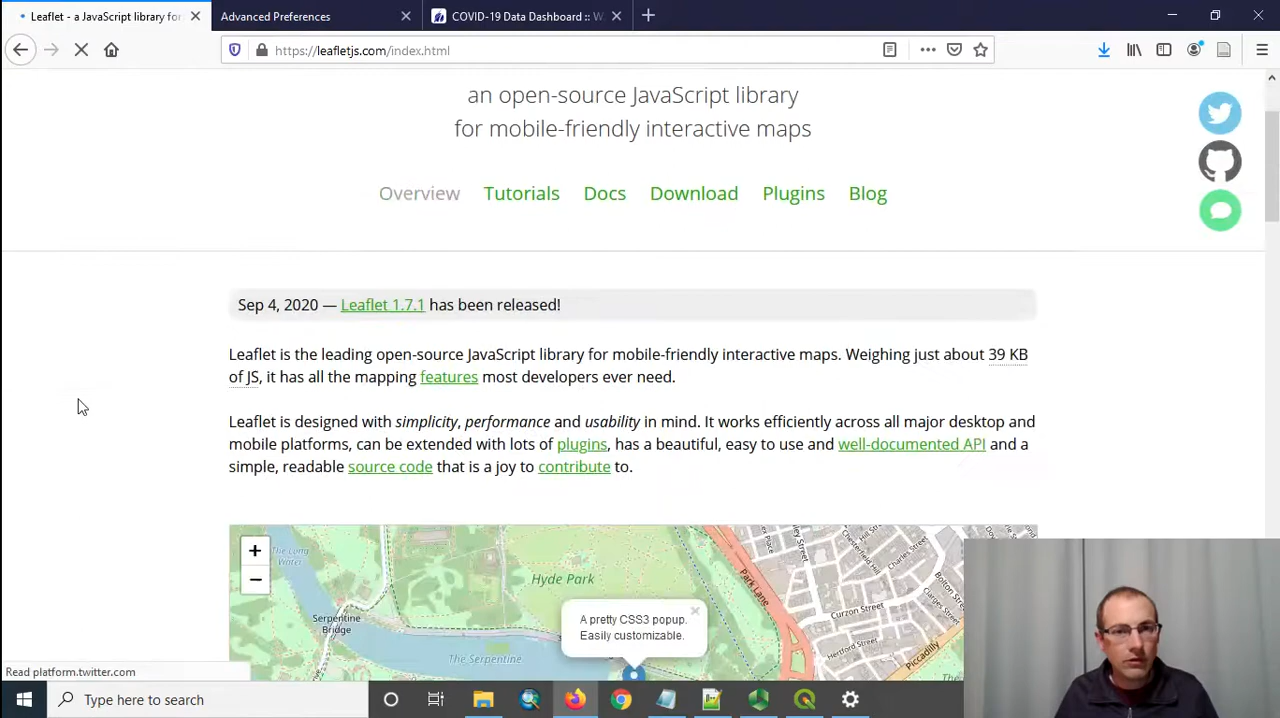 Leaflet - a JavaScript library for
Advanced Preferences
COVID-19 Data Dashboard :: W
https://leafletjs.com/index.html
an open-source JavaScript library
for mobile-friendly interactive maps
Overview Tutorials Docs Download Plugins Blog
Sep 4, 2020 — Leaflet 1.7.1 has been released!
Leaflet is the leading open-source JavaScript library for mobile-friendly interactive maps. Weighing just about 39 KB
of JS, it has all the mapping features most developers ever need.
Leaflet is designed with simplicity, performance and usability in mind. It works efficiently across all major desktop and
mobile platforms, can be extended with lots of plugins, has a beautiful, easy to use and well-documented API and a
simple, readable source code that is a joy to contribute to.
+
−
The Long
Water
Hyde Park
Park Lane
Curzon Street
Hertford Street
Piccadilly
Serpentine
Bridge
The Serpentine
A pretty CSS3 popup.
Easily customizable.
Read platform.twitter.com
Type here to search